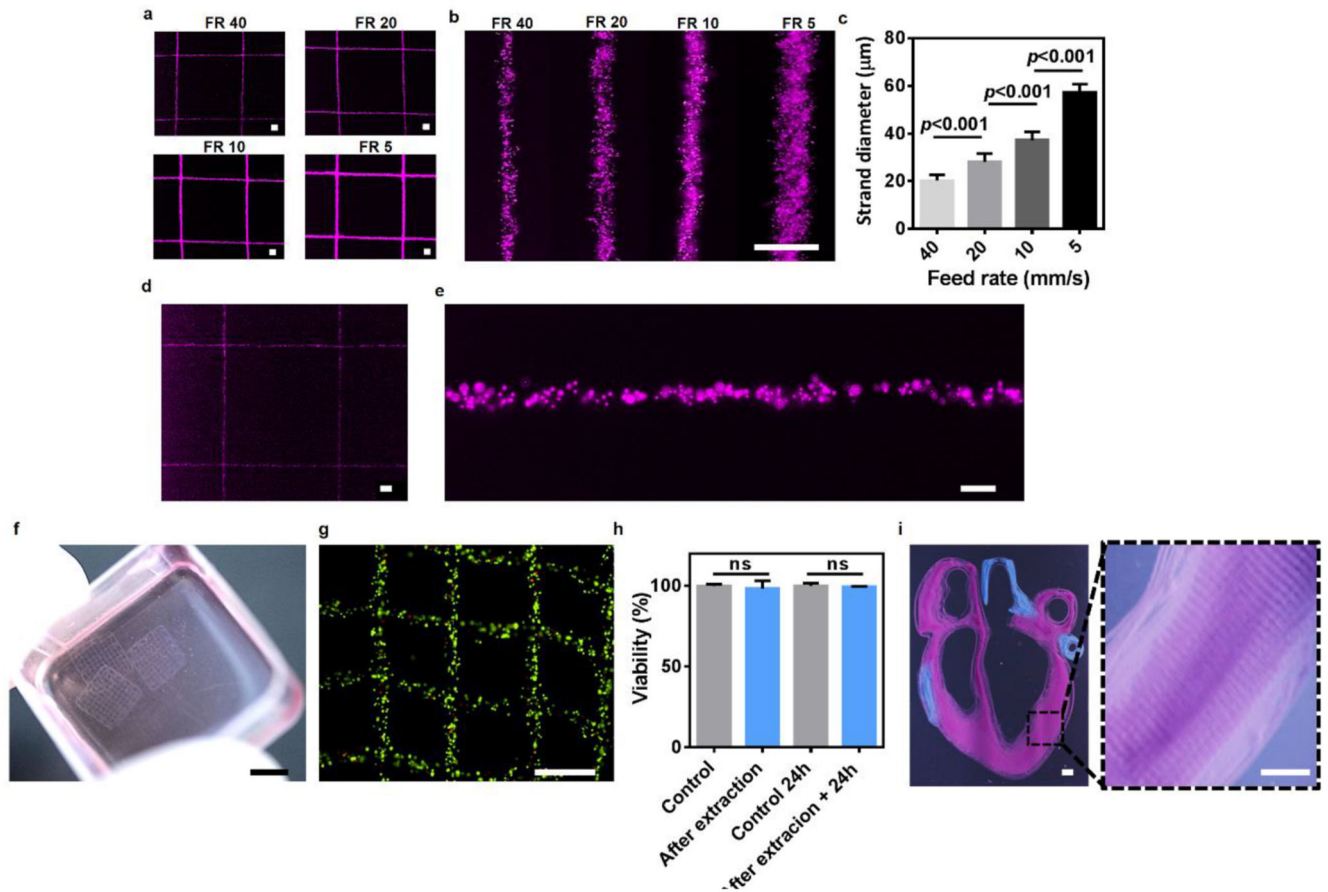 a
FR 40
FR 20
FR 10
FR 5
b
FR 40
FR 20
FR 10
FR 5
c
Strand diameter (μm)
80
60
40
20
0
p<0.001
p<0.001
p<0.001
40
20
10
5
Feed rate (mm/s)
d
e
f
g
h
Viability (%)
100
50
0
ns
ns
Control
After extraction
Control 24h
After extracion + 24h
i